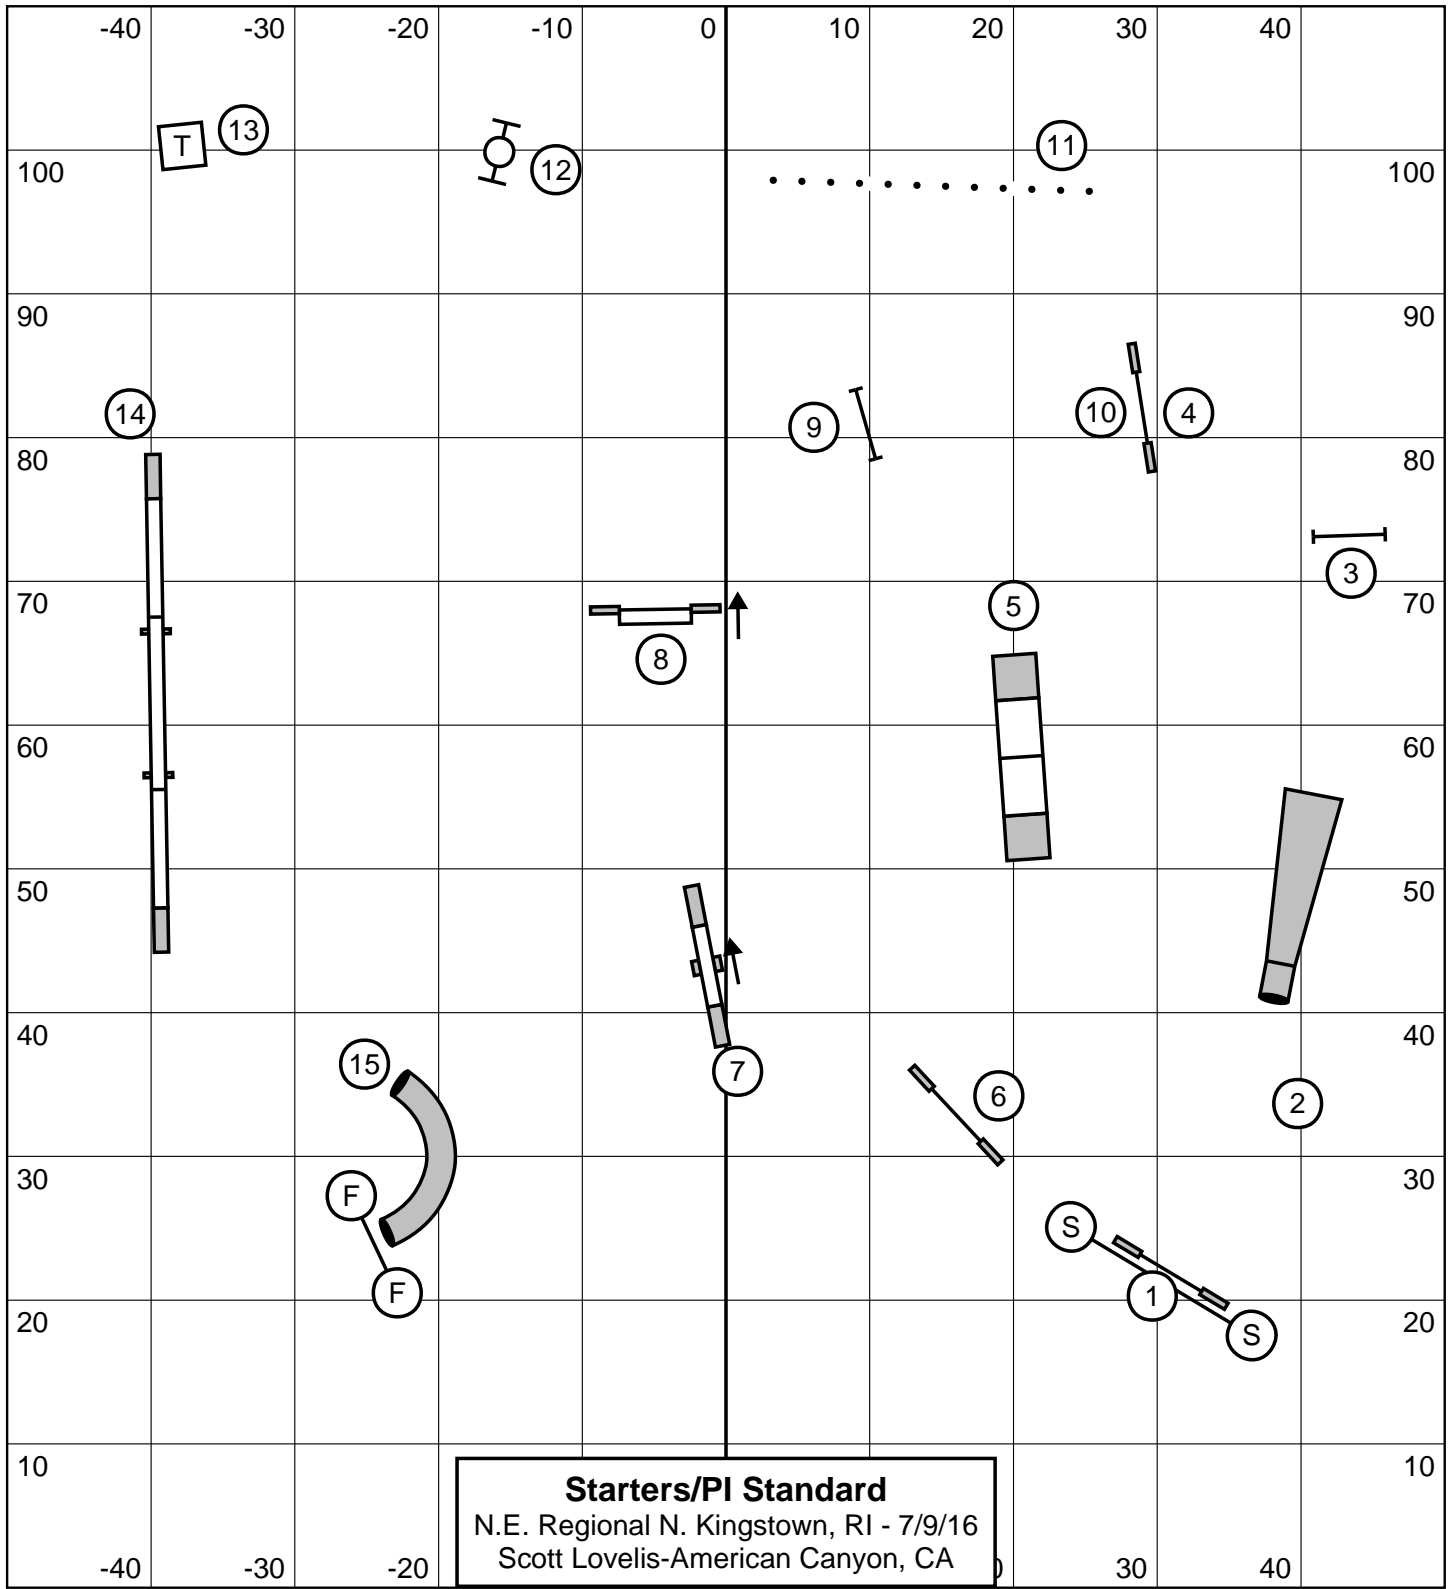 -40 -30 -20 -10 0 10 20 30 40
T 13 12 11
100 100
90 90
14 9 10 4
80 80
3
70 5 70
8
60 60
50 50
40 40
15 7 6 2
30 30
F S
F 1
20 20
S
10 10
Starters/PI Standard
N.E. Regional N. Kingstown, RI - 7/9/16
Scott Lovelis-American Canyon, CA
-40 -30 -20 30 40